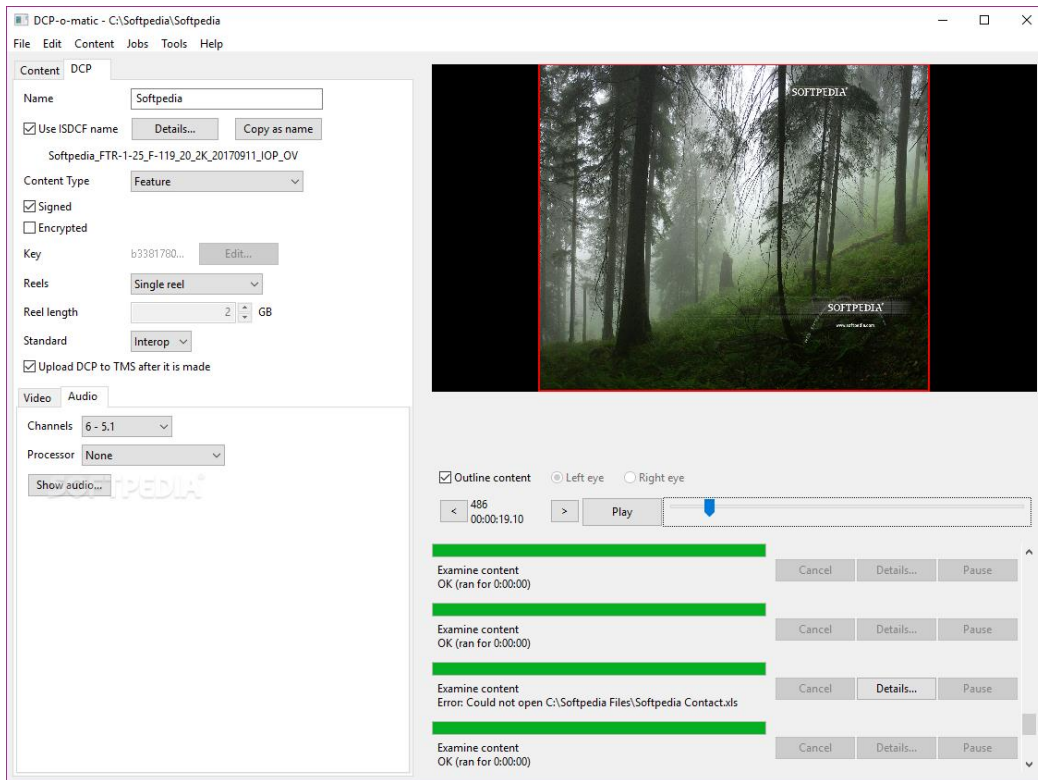 DCP-o-matic - C:\Softpedia\Softpedia
File Edit Content Jobs Tools Help
Content DCP
Name Softpedia
Use ISDCF name Details... Copy as name
Softpedia_FTR-1-25_F-119_20_2K_20170911_IOP_OV
Content Type Feature
Signed
Encrypted
Key b3381780... Edit...
Reels Single reel
Reel length 2 GB
Standard Interop
Upload DCP to TMS after it is made
Video Audio
Channels 6 - 5.1
Processor None
Show audio...
SOFTPEDIA®
SOFTPEDIA®
SOFTPEDIA®
www.softpedia.com
Outline content Left eye Right eye
< 486 > Play
00:00:19.10
Examine content Cancel Details... Pause
OK (ran for 0:00:00)
Examine content Cancel Details... Pause
OK (ran for 0:00:00)
Examine content Cancel Details... Pause
Error: Could not open C:\Softpedia Files\Softpedia Contact.xls
Examine content Cancel Details... Pause
OK (ran for 0:00:00)